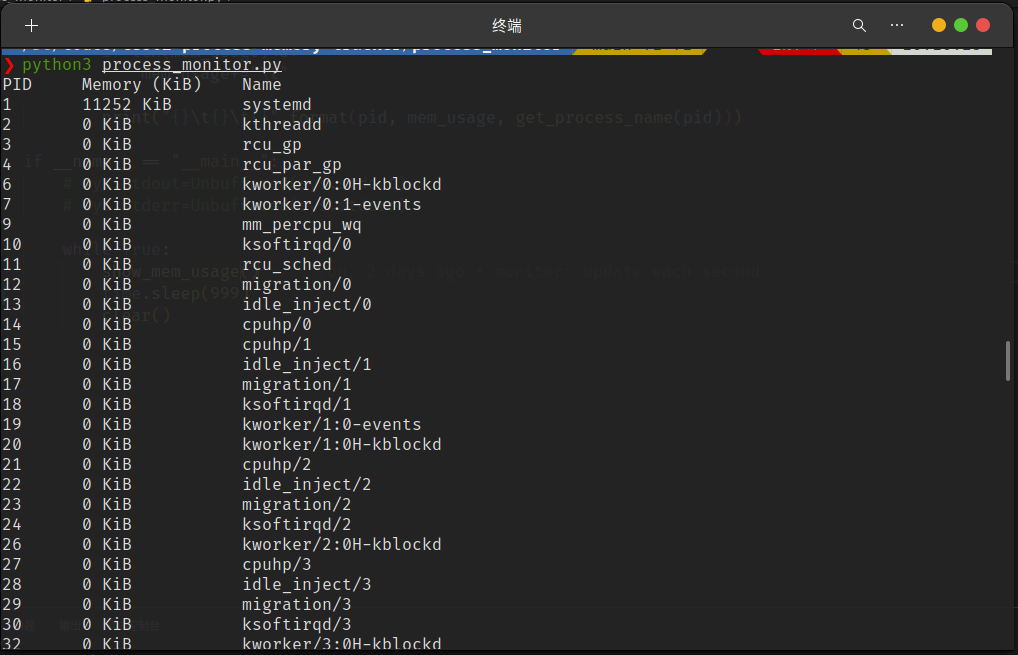 终端
❯ python3 process_monitor.py
PID Memory (KiB) Name
1 11252 KiB systemd
2 0 KiB kthreadd
3 0 KiB rcu_gp
4 0 KiB rcu_par_gp
6 0 KiB kworker/0:0H-kblockd
7 0 KiB kworker/0:1-events
9 0 KiB mm_percpu_wq
10 0 KiB ksoftirqd/0
11 0 KiB rcu_sched
12 0 KiB migration/0
13 0 KiB idle_inject/0
14 0 KiB cpuhp/0
15 0 KiB cpuhp/1
16 0 KiB idle_inject/1
17 0 KiB migration/1
18 0 KiB ksoftirqd/1
19 0 KiB kworker/1:0-events
20 0 KiB kworker/1:0H-kblockd
21 0 KiB cpuhp/2
22 0 KiB idle_inject/2
23 0 KiB migration/2
24 0 KiB ksoftirqd/2
26 0 KiB kworker/2:0H-kblockd
27 0 KiB cpuhp/3
28 0 KiB idle_inject/3
29 0 KiB migration/3
30 0 KiB ksoftirqd/3
32 0 KiB kworker/3:0H-kblockd